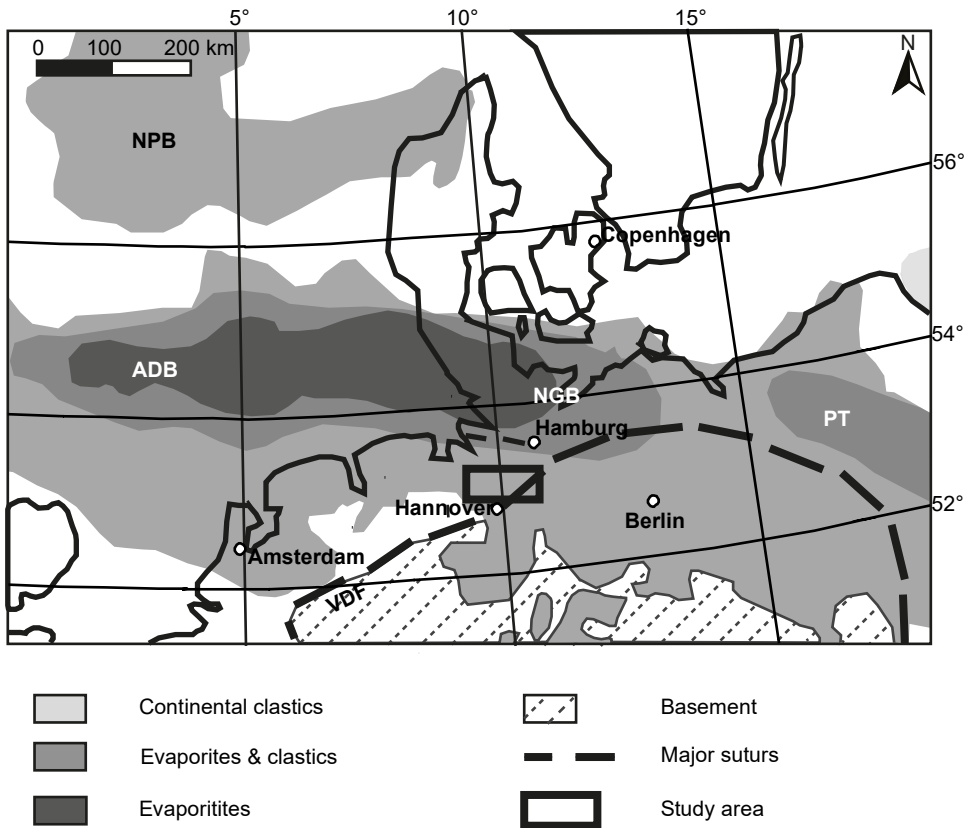 5°
10°
15°
0 100 200 km
N
NPB
56°
Copenhagen
54°
ADB
NGB
PT
Hamburg
Hannover
52°
Berlin
Amsterdam
VDF
Continental clastics
Basement
Evaporites & clastics
Major suturs
Evaporitites
Study area